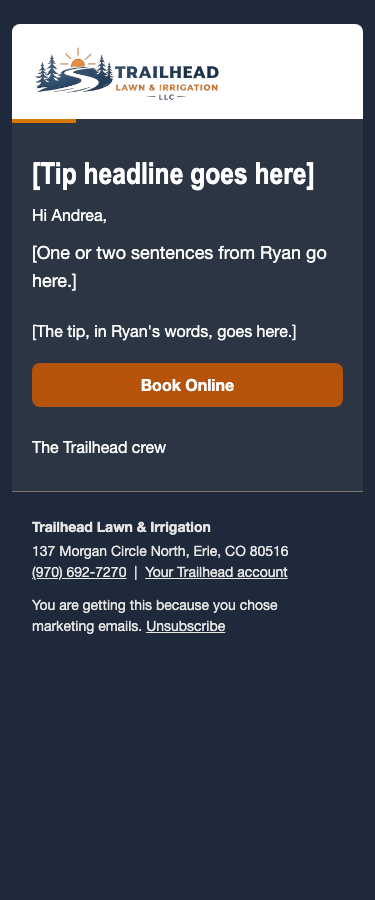 TRAILHEAD
LAWN & IRRIGATION
LLC
[Tip headline goes here]
Hi Andrea,
[One or two sentences from Ryan go
here.]
[The tip, in Ryan's words, goes here.]
Book Online
The Trailhead crew
Trailhead Lawn & Irrigation
137 Morgan Circle North, Erie, CO 80516
(970) 692-7270 | Your Trailhead account
You are getting this because you chose
marketing emails. Unsubscribe